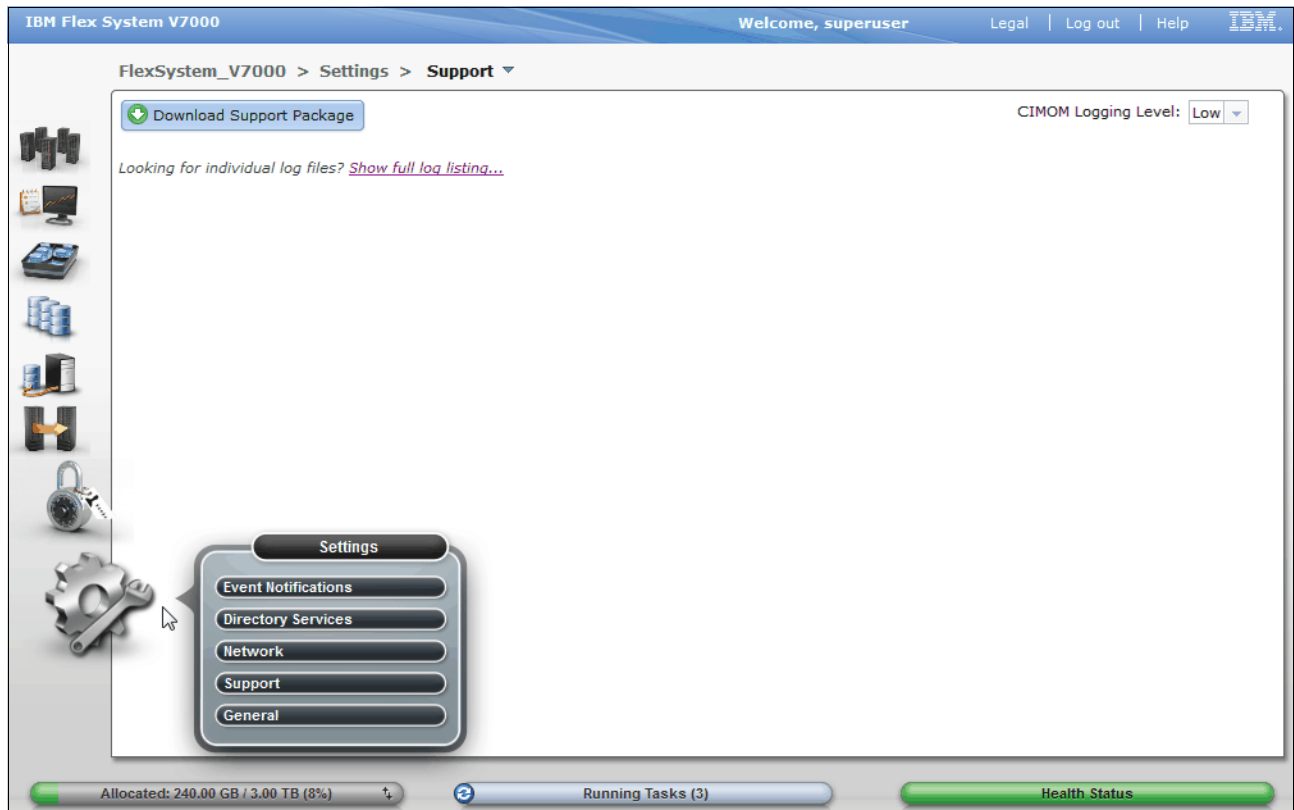 IBM Flex System V7000
Welcome, superuser
Legal | Log out | Help
IBM.
FlexSystem_V7000 > Settings > Support
Download Support Package
CIMOM Logging Level: Low
Looking for individual log files? Show full log listing...
Settings
Event Notifications
Directory Services
Network
Support
General
Allocated: 240.00 GB / 3.00 TB (8%)
Running Tasks (3)
Health Status